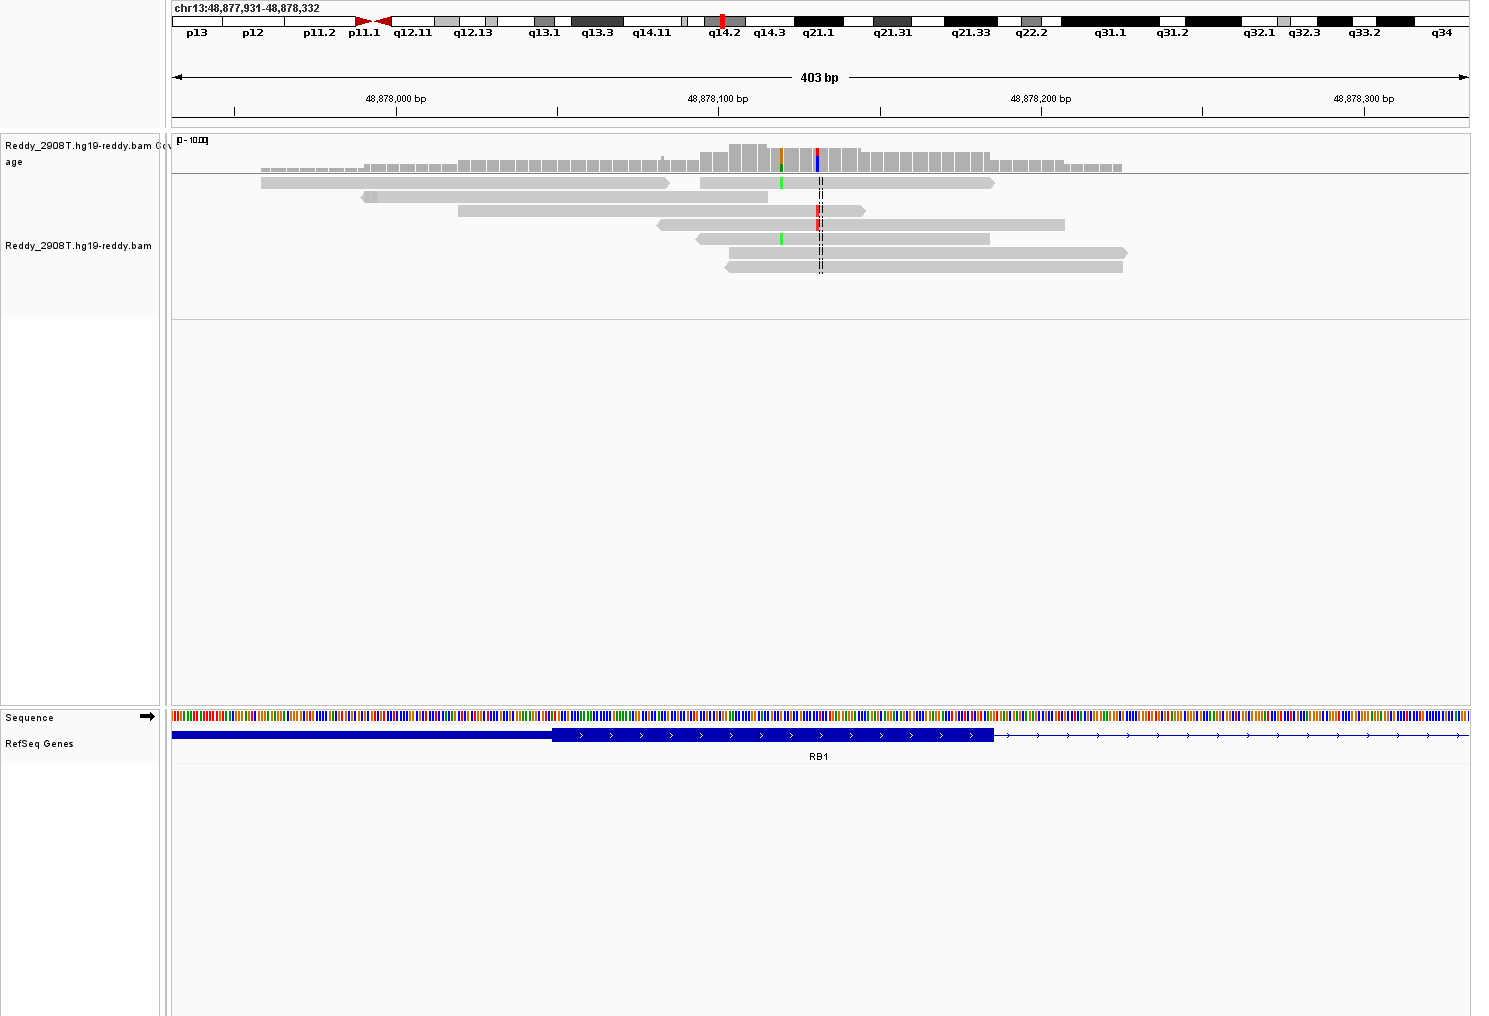 chr13:48,877,931-48,878,332
p13 p12 p11.2 p11.1 q12.11 q12.13 q13.1 q13.3 q14.11 q14.2 q14.3 q21.1 q21.31 q21.33 q22.2 q31.1 q31.2 q32.1 q32.3 q33.2 q34
403 bp
48,878,000 bp 48,878,100 bp 48,878,200 bp 48,878,300 bp
Reddy_2908T.hg19-reddy.bam Cov
age
[0 - 10.00]
Reddy_2908T.hg19-reddy.bam
Sequence
RefSeq Genes
RB1